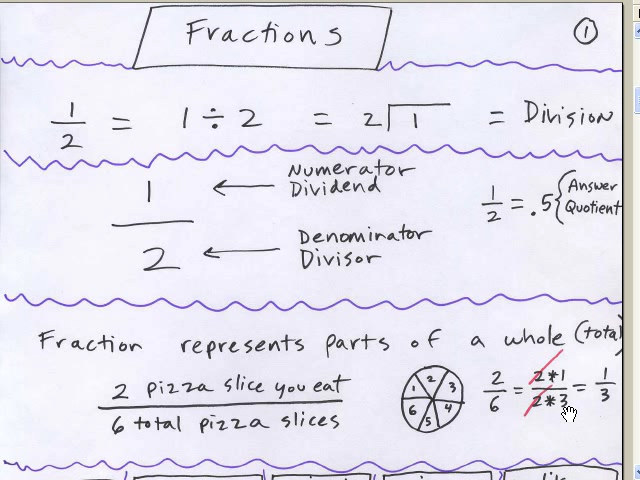 Fractions
1
1/2 = 1 ÷ 2 = 2⟌1 = Division
1 ← Numerator
Dividend
2 ← Denominator
Divisor
1/2 = .5 { Answer
Quotient
Fraction represents parts of a whole (total)
2 pizza slice you eat
6 total pizza slices
1 2 3
6 5 4
2/6 = 2*1/2*3 = 1/3